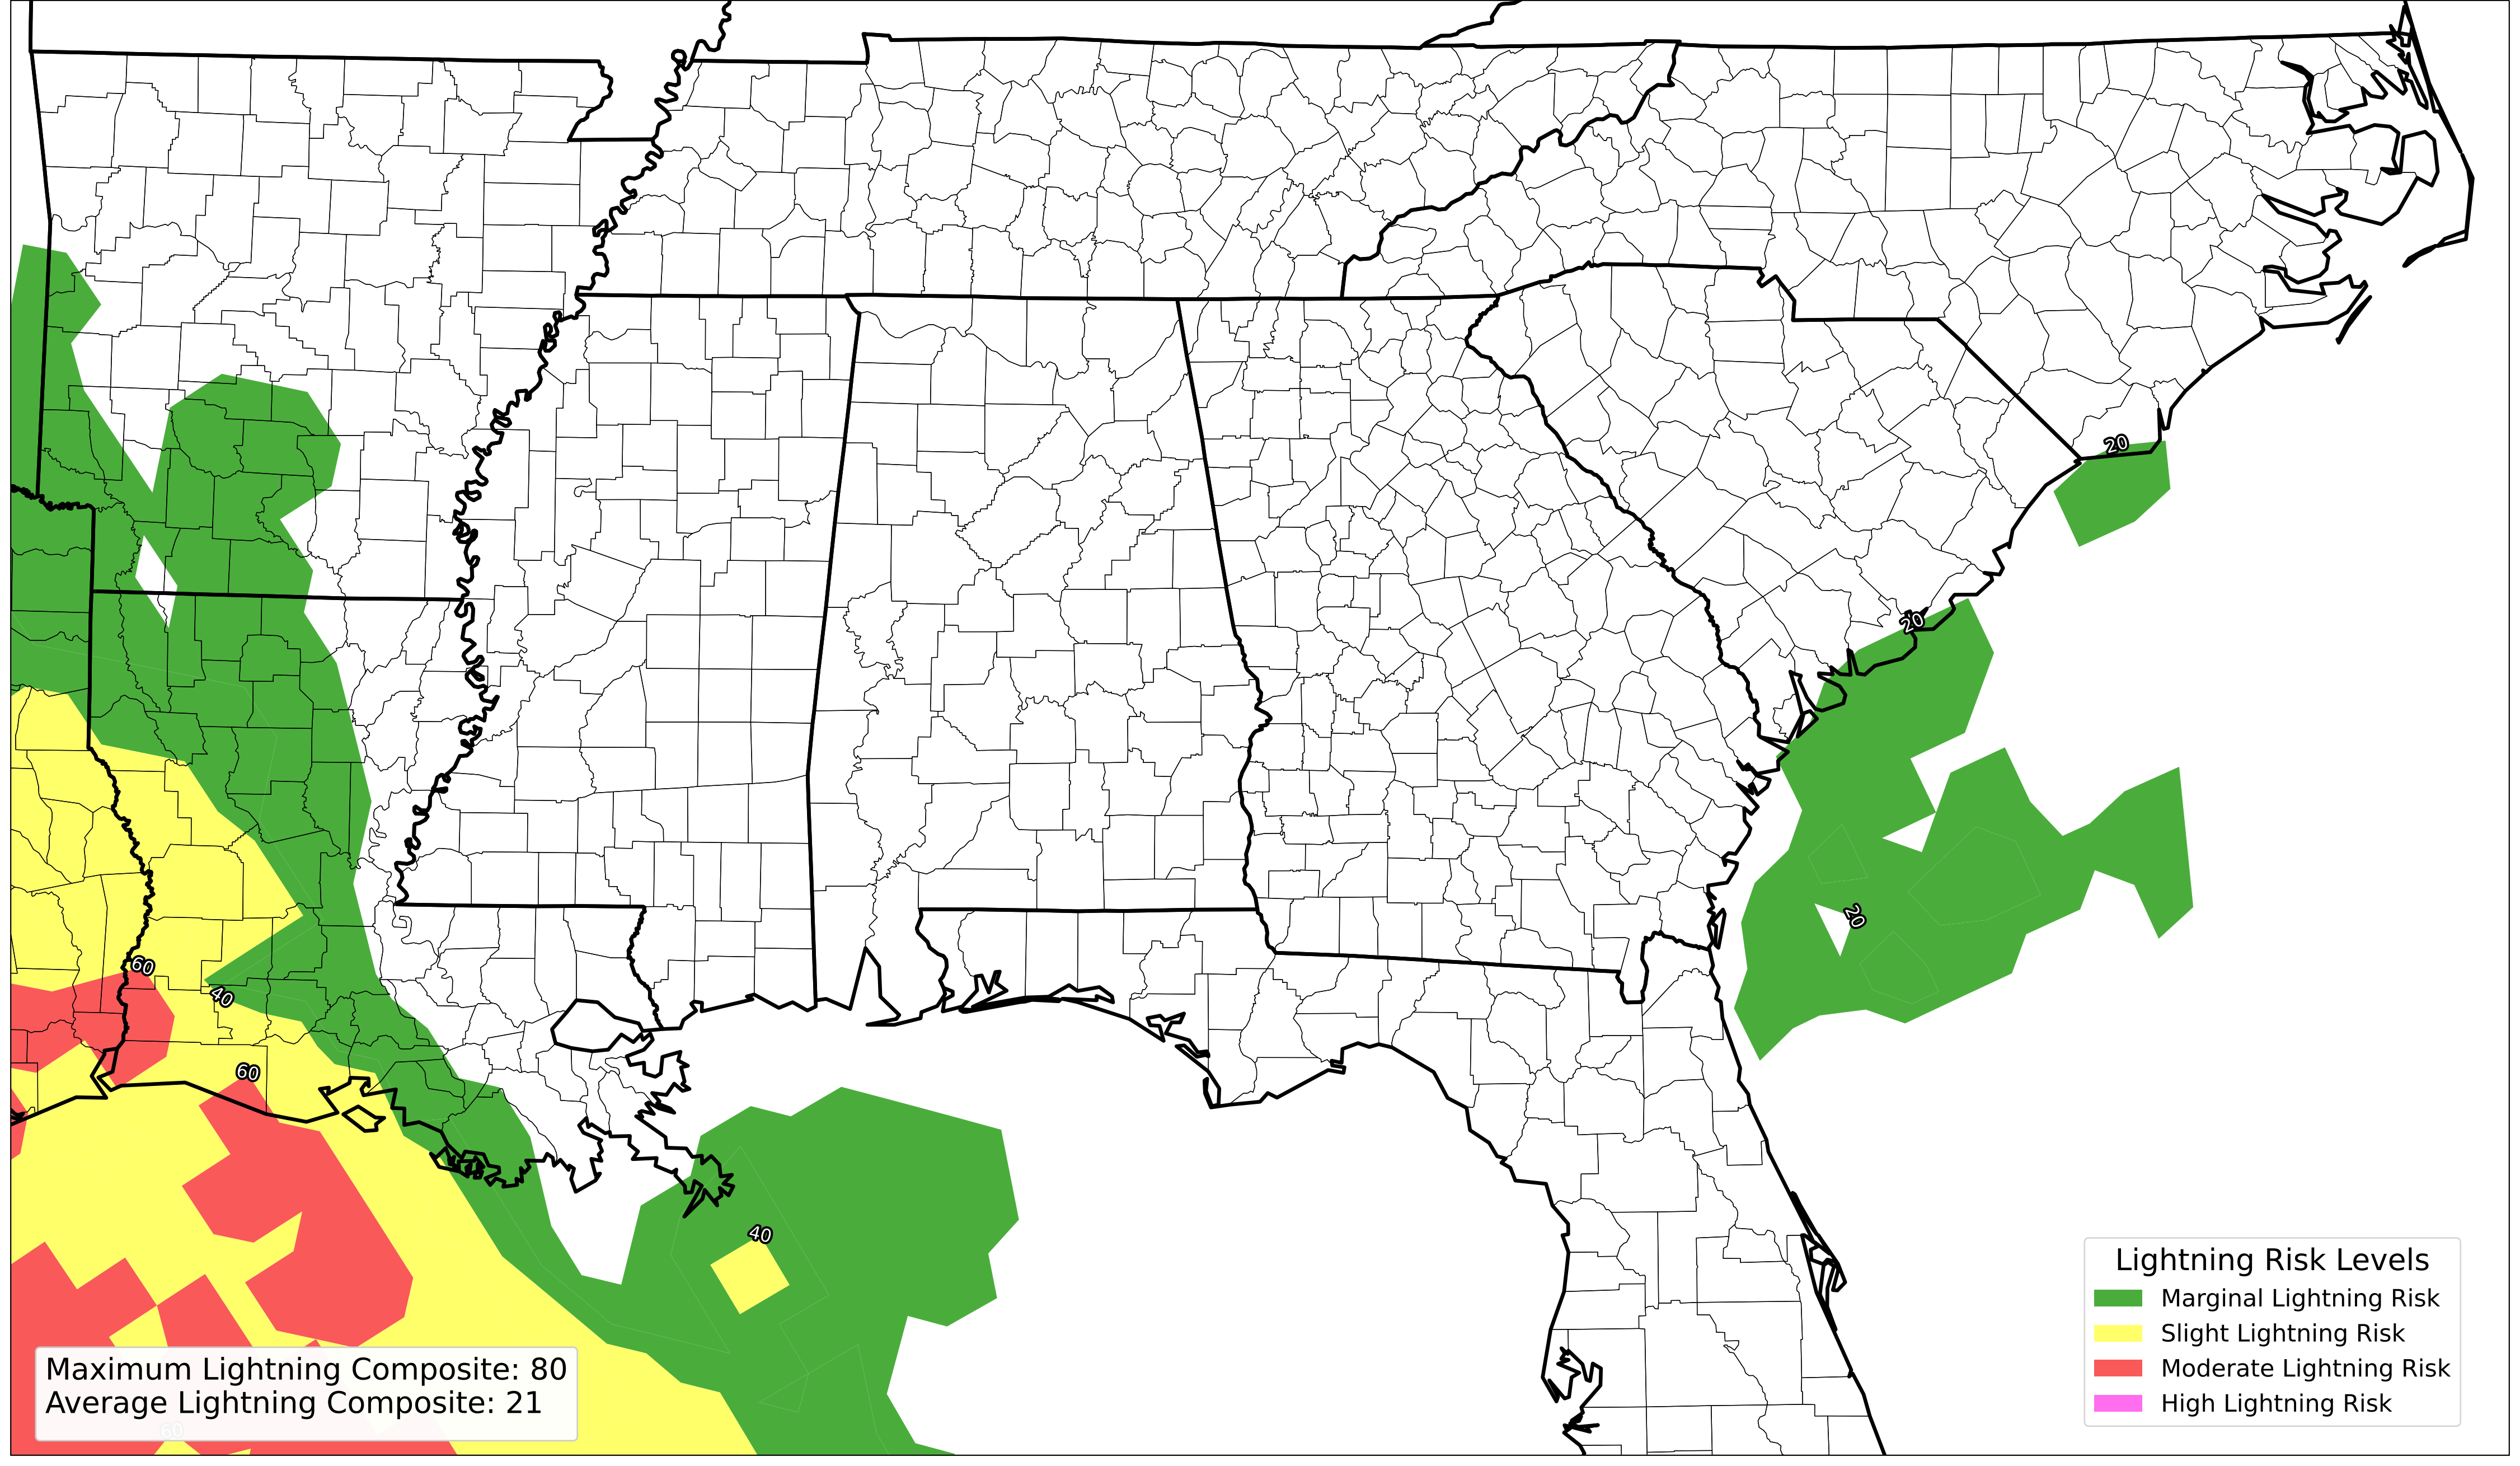 20
20
20
60
40
60
40
Lightning Risk Levels
Marginal Lightning Risk
Slight Lightning Risk
Moderate Lightning Risk
High Lightning Risk
Maximum Lightning Composite: 80
Average Lightning Composite: 21
60